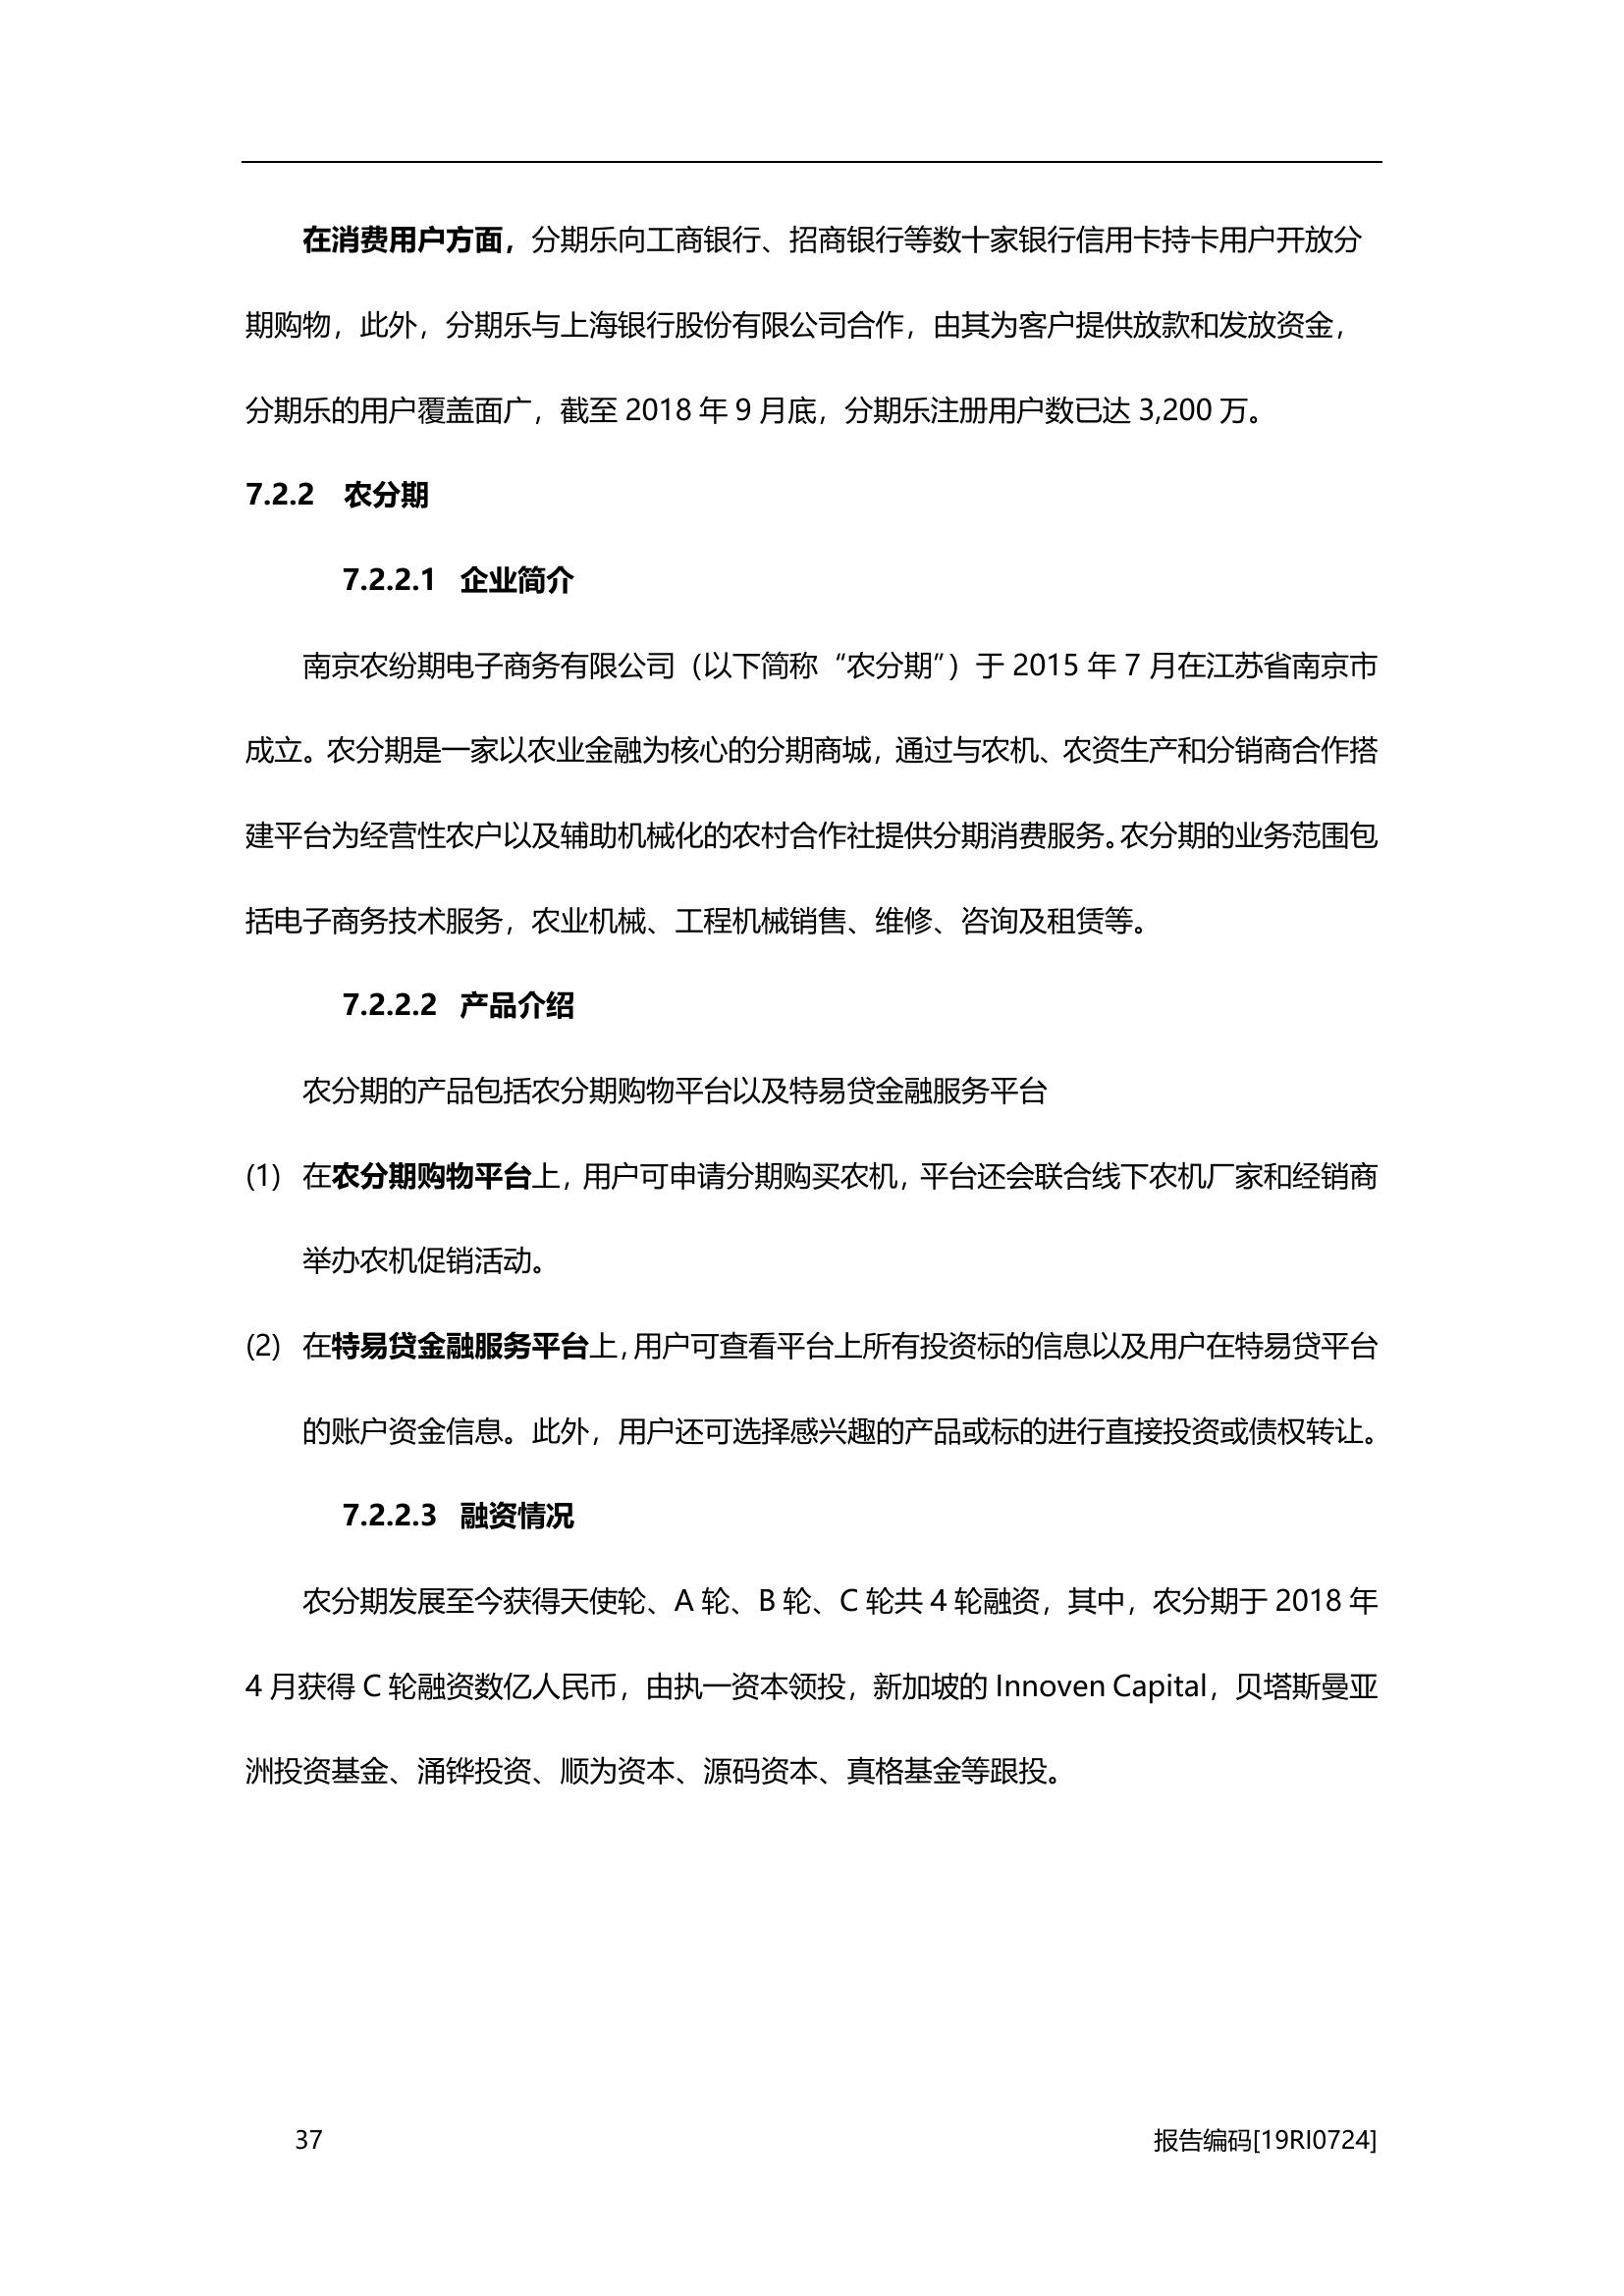 在消费用户方面，分期乐向工商银行、招商银行等数十家银行信用卡持卡用户开放分
期购物，此外，分期乐与上海银行股份有限公司合作，由其为客户提供放款和发放资金，
分期乐的用户覆盖面广，截至 2018 年 9 月底，分期乐注册用户数已达 3,200 万。
7.2.2 农分期
7.2.2.1 企业简介
南京农纷期电子商务有限公司（以下简称“农分期”）于 2015 年 7 月在江苏省南京市
成立。农分期是一家以农业金融为核心的分期商城，通过与农机、农资生产和分销商合作搭
建平台为经营性农户以及辅助机械化的农村合作社提供分期消费服务。农分期的业务范围包
括电子商务技术服务，农业机械、工程机械销售、维修、咨询及租赁等。
7.2.2.2 产品介绍
农分期的产品包括农分期购物平台以及特易贷金融服务平台
(1) 在农分期购物平台上，用户可申请分期购买农机，平台还会联合线下农机厂家和经销商
举办农机促销活动。
(2) 在特易贷金融服务平台上，用户可查看平台上所有投资标的信息以及用户在特易贷平台
的账户资金信息。此外，用户还可选择感兴趣的产品或标的进行直接投资或债权转让。
7.2.2.3 融资情况
农分期发展至今获得天使轮、A 轮、B 轮、C 轮共 4 轮融资，其中，农分期于 2018 年
4 月获得 C 轮融资数亿人民币，由执一资本领投，新加坡的 Innoven Capital，贝塔斯曼亚
洲投资基金、涌铧投资、顺为资本、源码资本、真格基金等跟投。
37 报告编码[19RI0724]